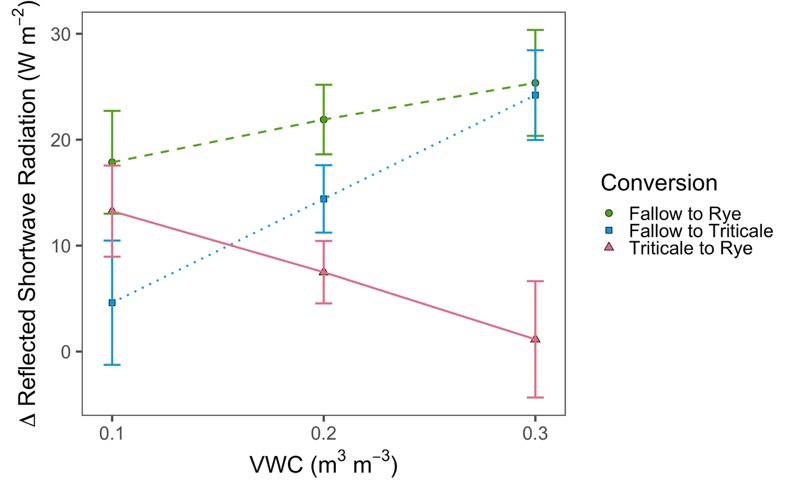 Δ Reflected Shortwave Radiation (W m⁻²)
30
20
10
0
0.1
0.2
0.3
VWC (m³ m⁻³)
Conversion
Fallow to Rye
Fallow to Triticale
Triticale to Rye